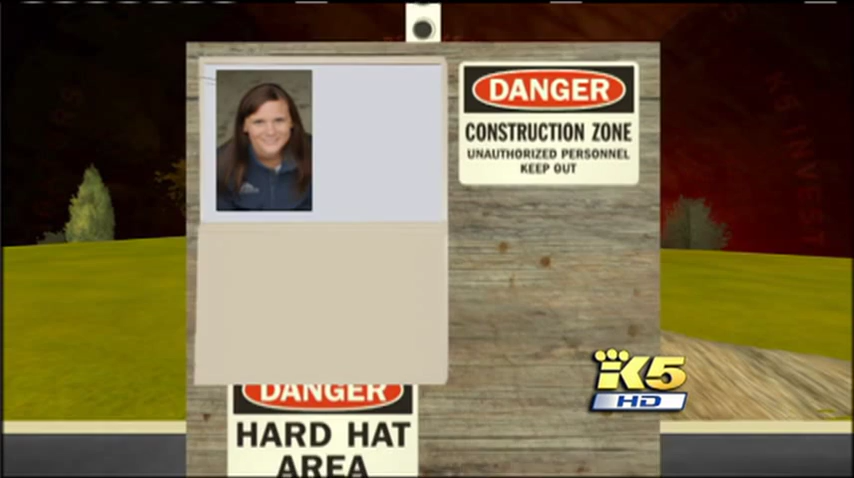 DANGER
CONSTRUCTION ZONE
UNAUTHORIZED PERSONNEL
KEEP OUT
K5
HD
DANGER
HARD HAT
AREA